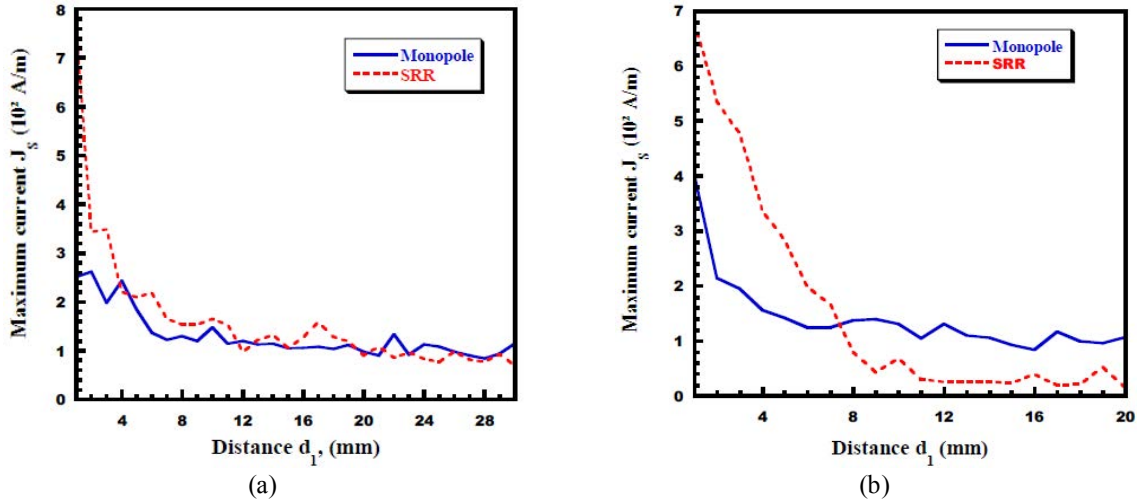 8
7
6
5
4
3
2
1
0
4 8 12 16 20 24 28
Maximum current J_S (10² A/m)
Distance d_1, (mm)
Monopole
SRR
(a)
7
6
5
4
3
2
1
0
4 8 12 16 20
Maximum current J_S (10² A/m)
Distance d_1 (mm)
Monopole
SRR
(b)